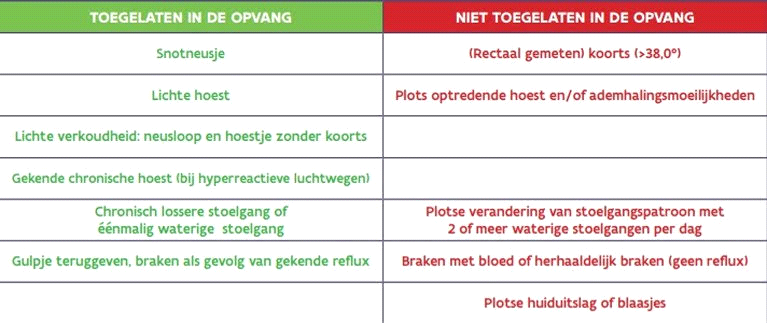 TOEGELATEN IN DE OPVANG
NIET TOEGELATEN IN DE OPVANG
Snotneusje
(Rectaal gemeten) koorts (>38,0°)
Lichte hoest
Plots optredende hoest en/of ademhalingsmoeilijkheden
Lichte verkoudheid: neusloop en hoestje zonder koorts
Gekende chronische hoest (bij hyperreactieve luchtwegen)
Chronisch lossere stoelgang of
éénmalig waterige stoelgang
Plotse verandering van stoelgangspatroon met
2 of meer waterige stoelgangen per dag
Gulpje teruggeven, braken als gevolg van gekende reflux
Braken met bloed of herhaaldelijk braken (geen reflux)
Plotse huiduitslag of blaasjes